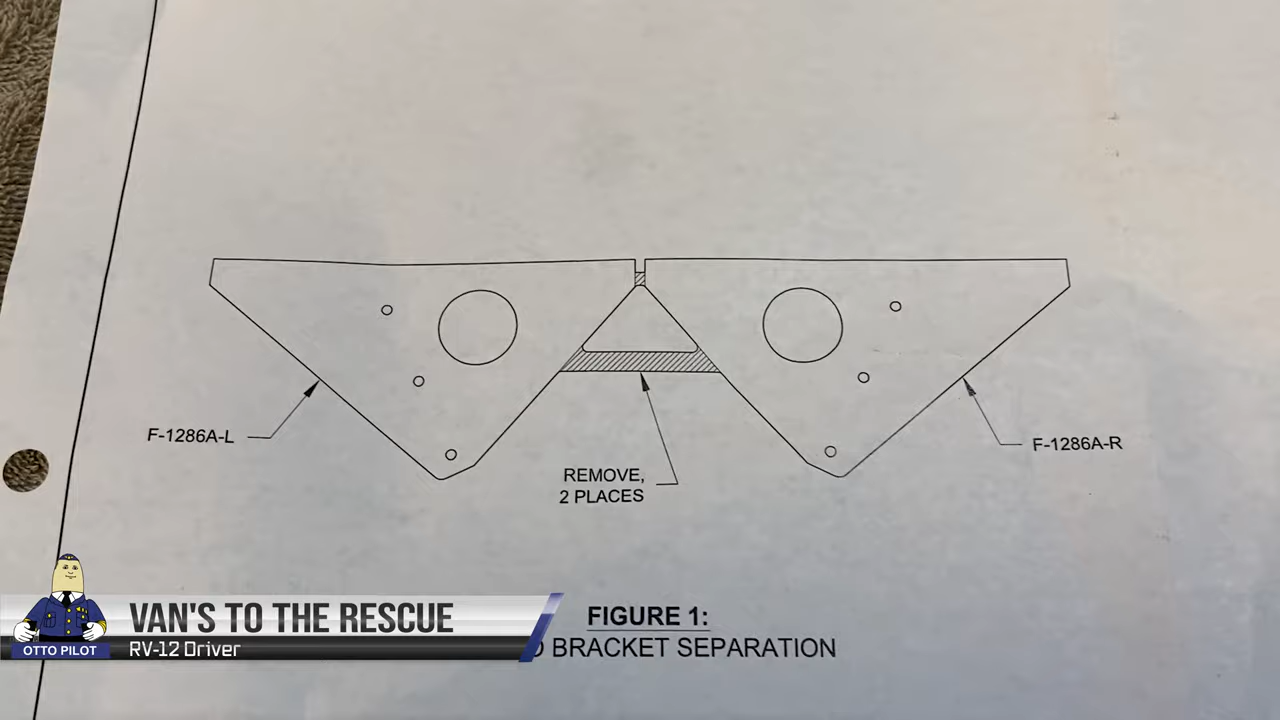 F-1286A-L
REMOVE,
2 PLACES
F-1286A-R
FIGURE 1:
BRACKET SEPARATION
VAN'S TO THE RESCUE
RV-12 Driver
OTTO PILOT